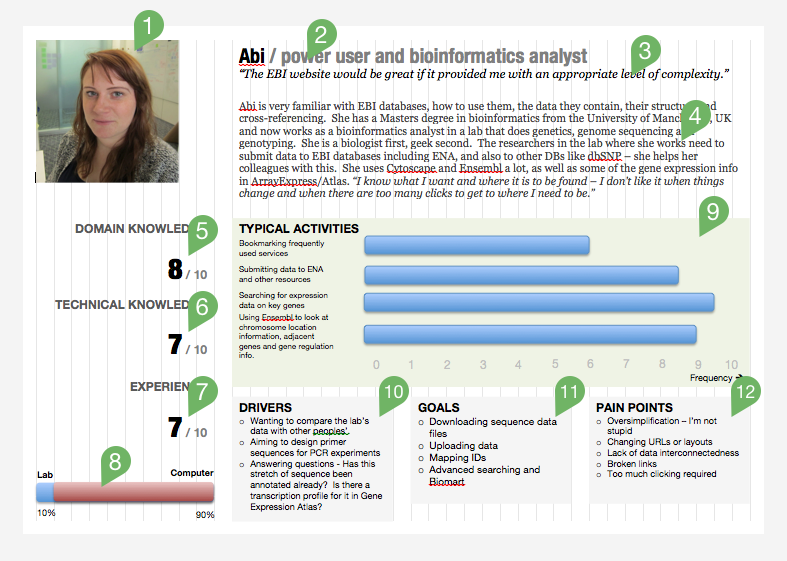 1
2
3
Abi / power user and bioinformatics analyst
“The EBI website would be great if it provided me with an appropriate level of complexity.”
4
Abi is very familiar with EBI databases, how to use them, the data they contain, their structure and
cross-referencing. She has a Masters degree in bioinformatics from the University of Manchester, UK
and now works as a bioinformatics analyst in a lab that does genetics, genome sequencing and
genotyping. She is a biologist first, geek second. The researchers in the lab where she works need to
submit data to EBI databases including ENA, and also to other DBs like dbSNP – she helps her
colleagues with this. She uses Cytoscape and Ensembl a lot, as well as some of the gene expression info
in ArrayExpress/Atlas. “I know what I want and where it is to be found – I don’t like it when things
change and when there are too many clicks to get to where I need to be.”
DOMAIN KNOWLED
5
8 / 10
TECHNICAL KNOWLED
6
7 / 10
EXPERIEN
7
7 / 10
8
Lab
Computer
10%
90%
9
TYPICAL ACTIVITIES
Bookmarking frequently
used services
Submitting data to ENA
and other resources
Searching for expression
data on key genes
Using Ensembl to look at
chromosome location
information, adjacent
genes and gene regulation
info.
0 1 2 3 4 5 6 7 8 9 10
Frequency →
10
DRIVERS
o Wanting to compare the lab's
data with other peoples'.
o Aiming to design primer
sequences for PCR experiments
o Answering questions - Has this
stretch of sequence been
annotated already? Is there a
transcription profile for it in Gene
Expression Atlas?
11
GOALS
o Downloading sequence data
files
o Uploading data
o Mapping IDs
o Advanced searching and
Biomart
12
PAIN POINTS
o Oversimplification – I'm not
stupid
o Changing URLs or layouts
o Lack of data interconnectedness
o Broken links
o Too much clicking required